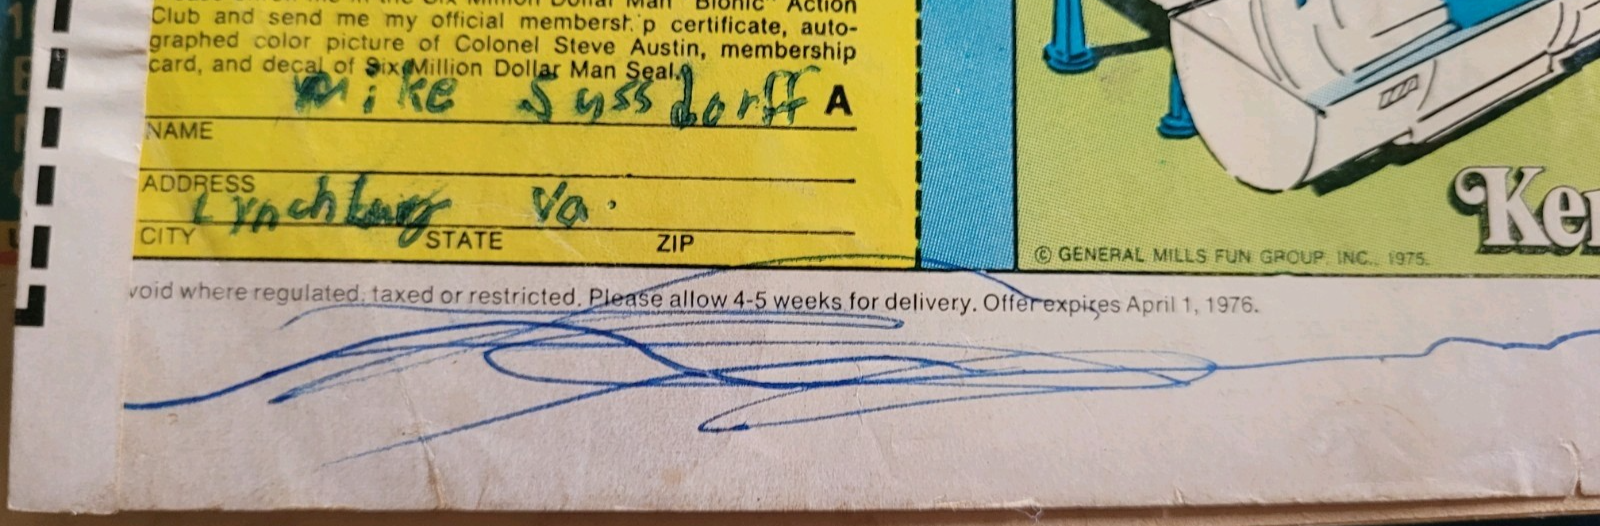 Club and send me my official membership certificate, auto-
graphed color picture of Colonel Steve Austin, membership
card, and decal of Six Million Dollar Man Seal.
Mike Sussdorff A
NAME
ADDRESS
Lynchburg Va.
CITY STATE ZIP
void where regulated, taxed or restricted. Please allow 4-5 weeks for delivery. Offer expires April 1, 1976.
© GENERAL MILLS FUN GROUP, INC., 1975.